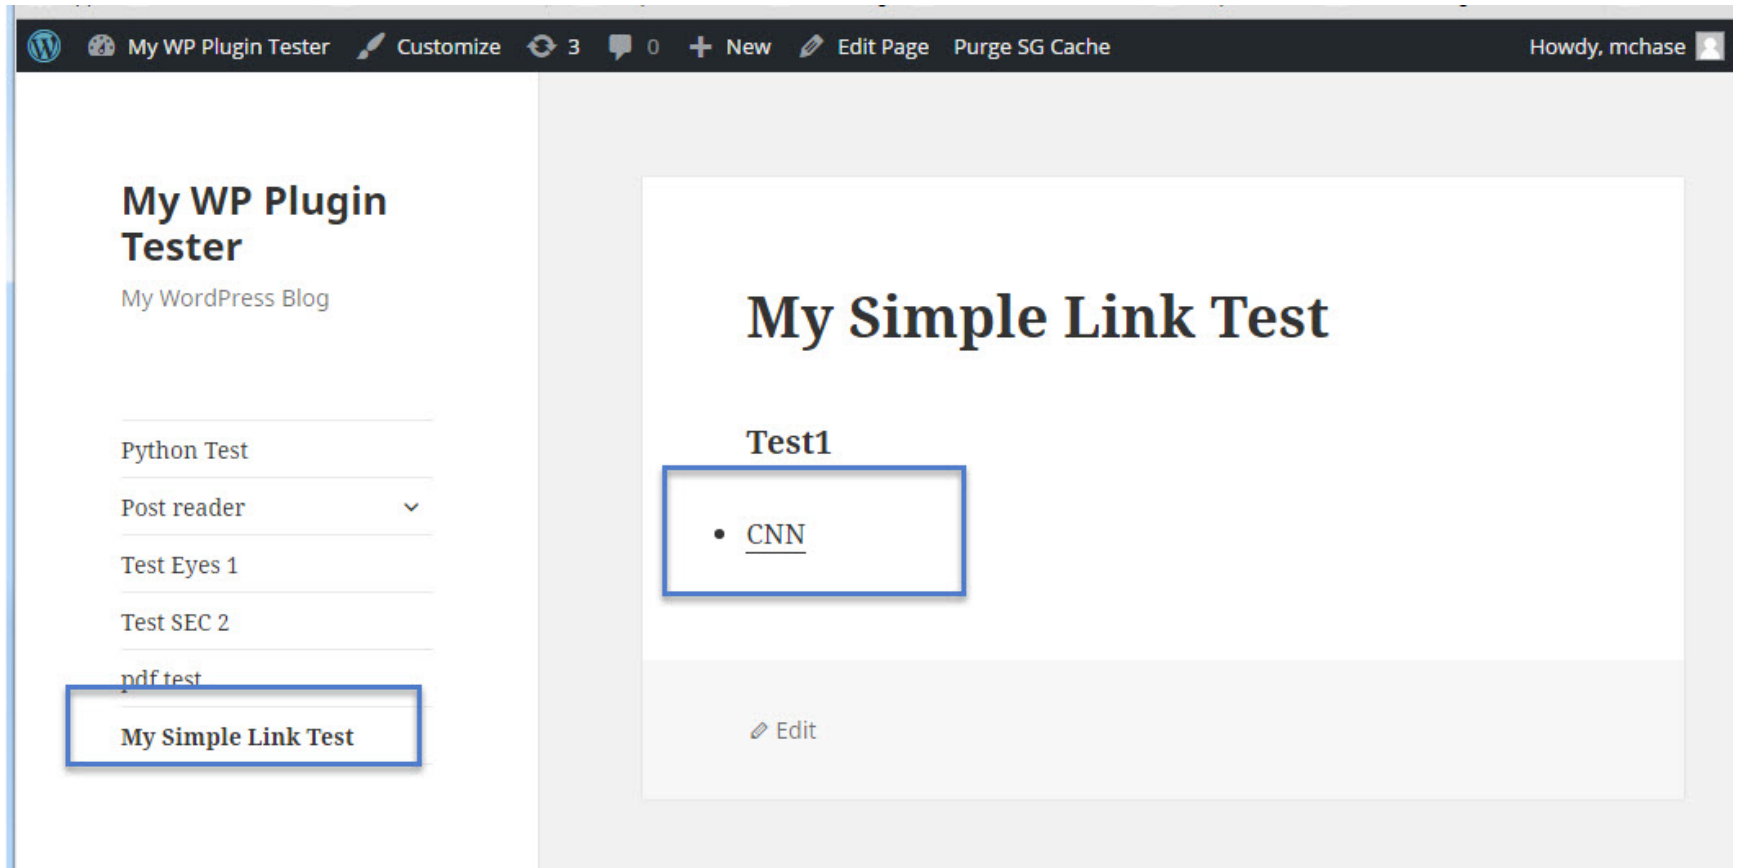 My WP Plugin Tester Customize 3 0 New Edit Page Purge SG Cache Howdy, mchase
My WP Plugin
Tester
My WordPress Blog
Python Test
Post reader
Test Eyes 1
Test SEC 2
pdf test
My Simple Link Test
My Simple Link Test
Test1
CNN
Edit